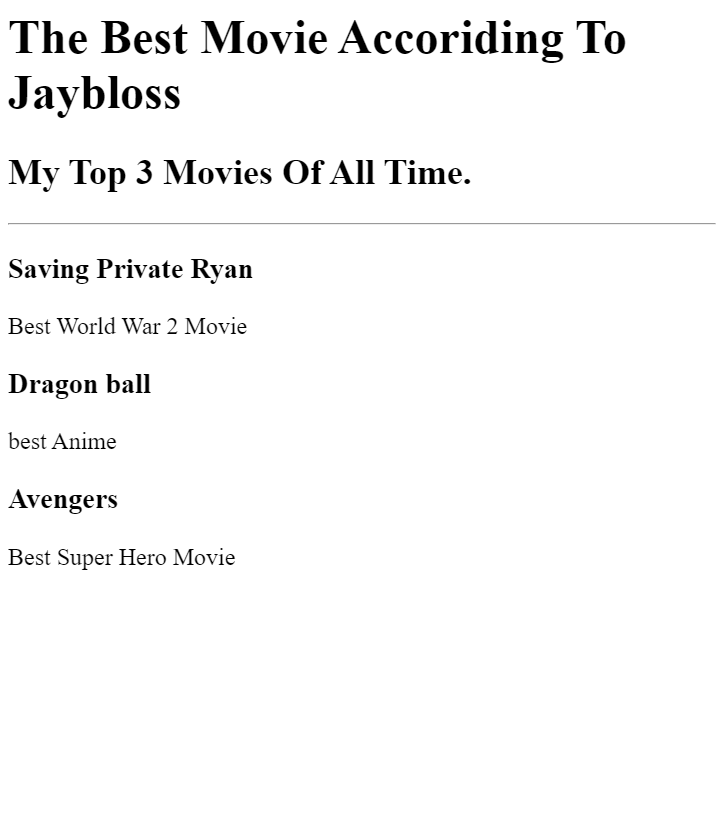 The Best Movie Accoriding To
Jaybloss
My Top 3 Movies Of All Time.
Saving Private Ryan
Best World War 2 Movie
Dragon ball
best Anime
Avengers
Best Super Hero Movie